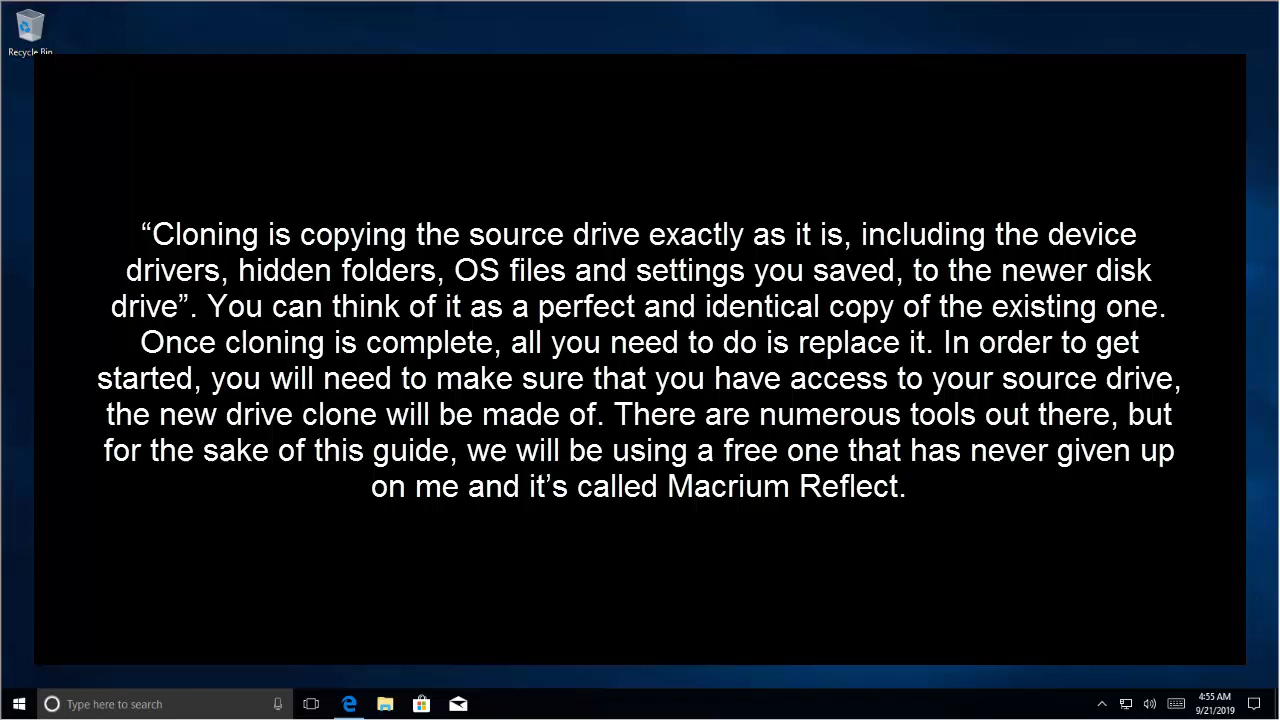 Recycle Bin
“Cloning is copying the source drive exactly as it is, including the device
drivers, hidden folders, OS files and settings you saved, to the newer disk
drive”. You can think of it as a perfect and identical copy of the existing one.
Once cloning is complete, all you need to do is replace it. In order to get
started, you will need to make sure that you have access to your source drive,
the new drive clone will be made of. There are numerous tools out there, but
for the sake of this guide, we will be using a free one that has never given up
on me and it’s called Macrium Reflect.
Type here to search
4:55 AM
9/21/2019